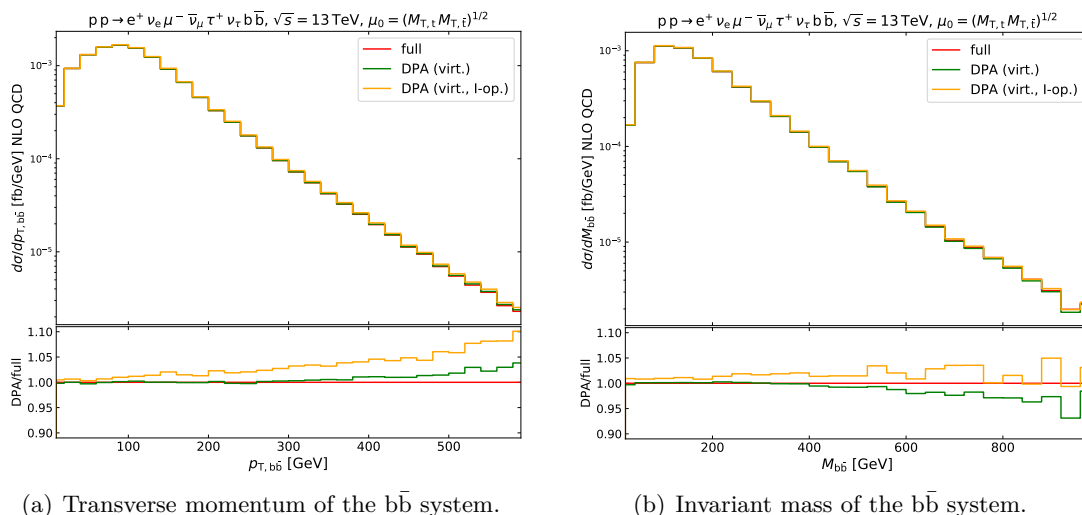 p p → e⁺ ν_e μ⁻ ν̅_μ τ⁺ ν_τ b b̅, √s = 13 TeV, μ₀ = (M_T,t M_T,t̅)^1/2
full
DPA (virt.)
DPA (virt., I-op.)
10⁻³
10⁻⁴
10⁻⁵
dσ/dp_T,bb̅ [fb/GeV] NLO QCD
1.10
1.05
1.00
0.95
0.90
DPA/full
100 200 300 400 500
p_T,bb̅ [GeV]
(a) Transverse momentum of the bb̅ system.
p p → e⁺ ν_e μ⁻ ν̅_μ τ⁺ ν_τ b b̅, √s = 13 TeV, μ₀ = (M_T,t M_T,t̅)^1/2
full
DPA (virt.)
DPA (virt., I-op.)
10⁻³
10⁻⁴
10⁻⁵
dσ/dM_bb̅ [fb/GeV] NLO QCD
1.10
1.05
1.00
0.95
0.90
DPA/full
200 400 600 800
M_bb̅ [GeV]
(b) Invariant mass of the bb̅ system.